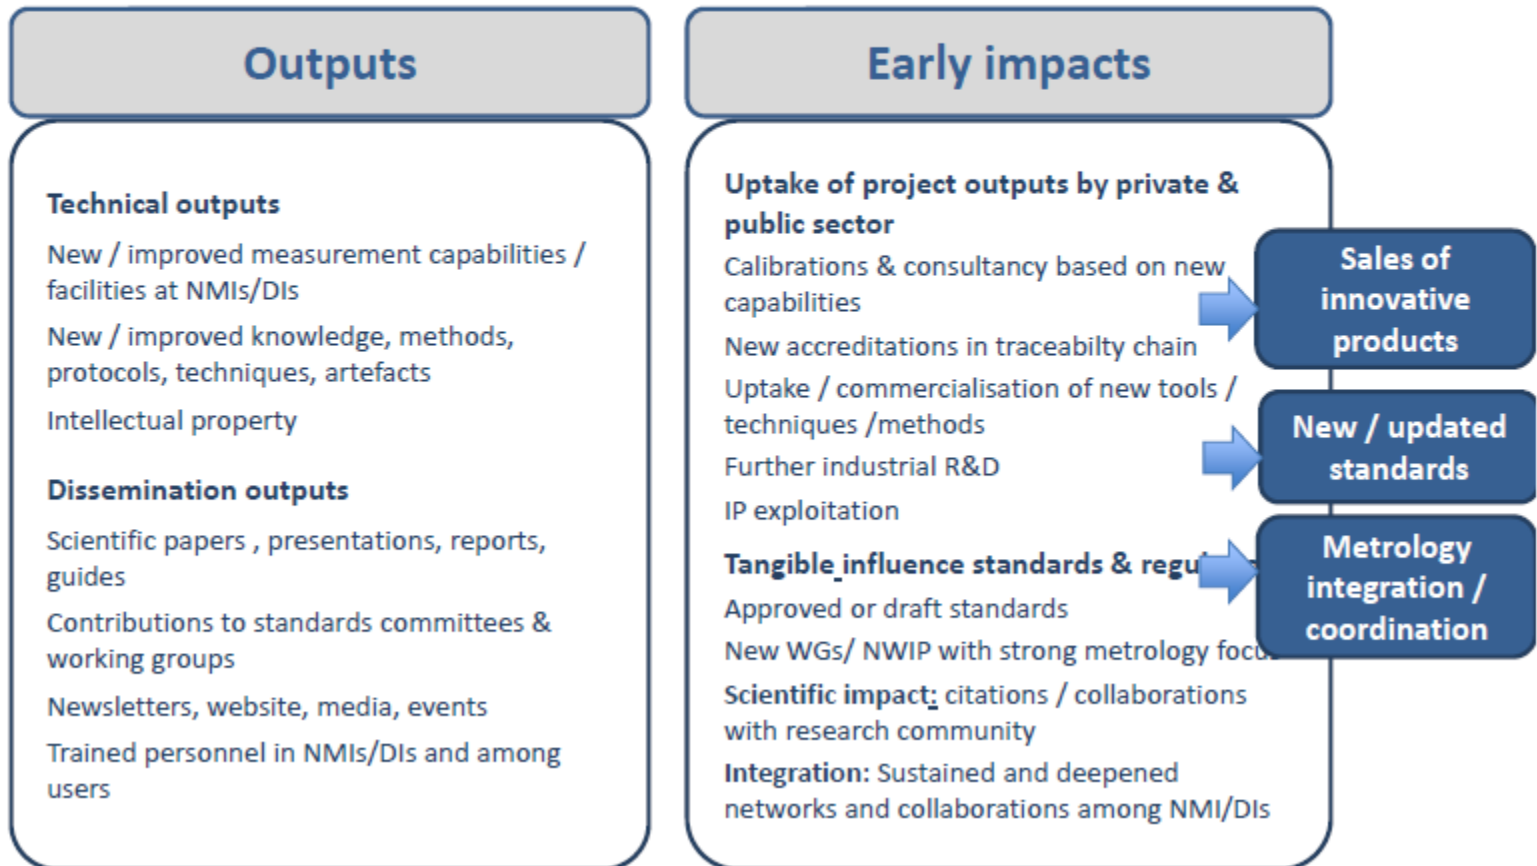 Outputs
Technical outputs
New / improved measurement capabilities /
facilities at NMIs/DIs
New / improved knowledge, methods,
protocols, techniques, artefacts
Intellectual property
Dissemination outputs
Scientific papers , presentations, reports,
guides
Contributions to standards committees &
working groups
Newsletters, website, media, events
Trained personnel in NMIs/DIs and among
users
Early impacts
Uptake of project outputs by private &
public sector
Calibrations & consultancy based on new
capabilities
New accreditations in traceabilty chain
Uptake / commercialisation of new tools /
techniques /methods
Further industrial R&D
IP exploitation
Tangible influence standards &
Approved or draft standards
New WGs/ NWIP with strong metrology focus
Scientific impact: citations / collaborations
with research community
Integration: Sustained and deepened
networks and collaborations among NMI/DIs
Sales of
innovative
products
New / updated
standards
Metrology
integration /
coordination